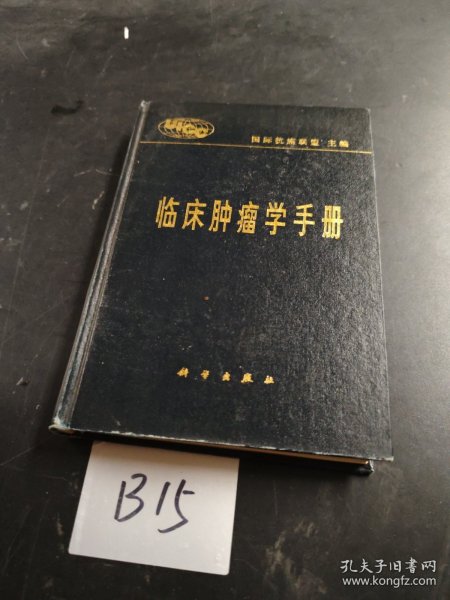 国际抗癌联盟 主编
临床肿瘤学手册
科学出版社
B15
孔夫子旧书网
www.kongfz.com